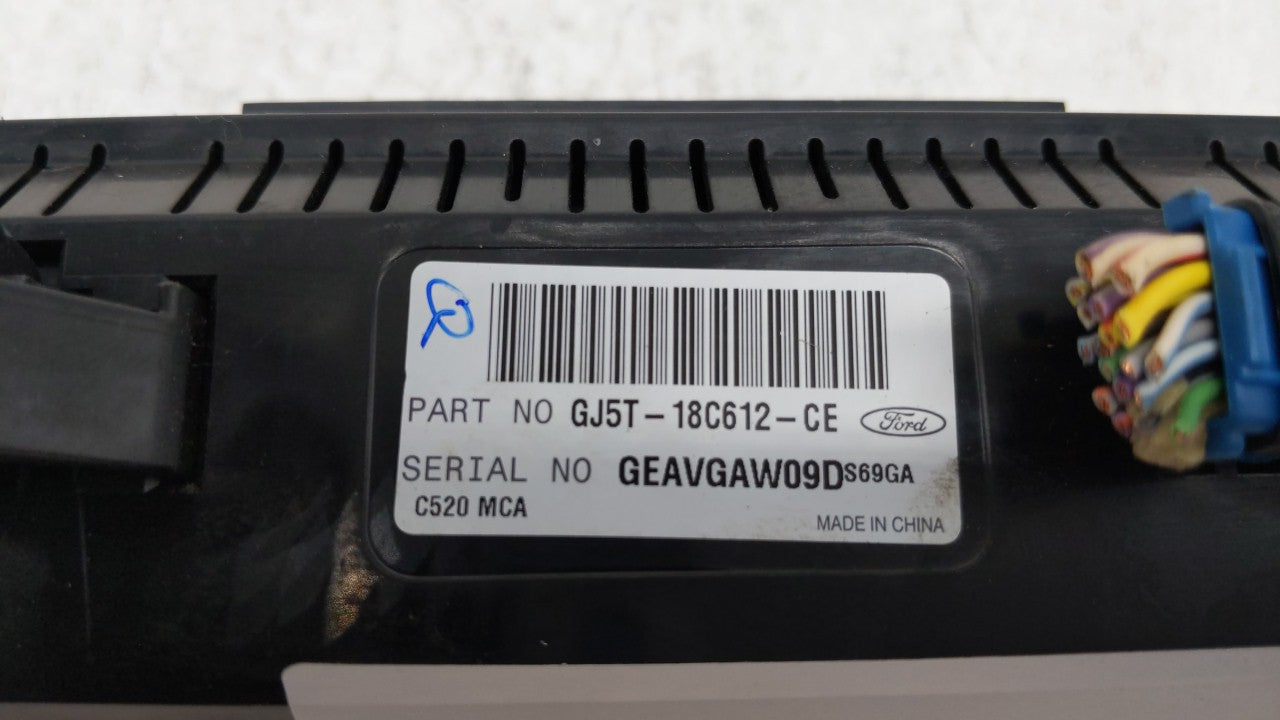 PART NO GJ5T-18C612-CE Ford
SERIAL NO GEAVGAW09DS69GA
C520 MCA
MADE IN CHINA